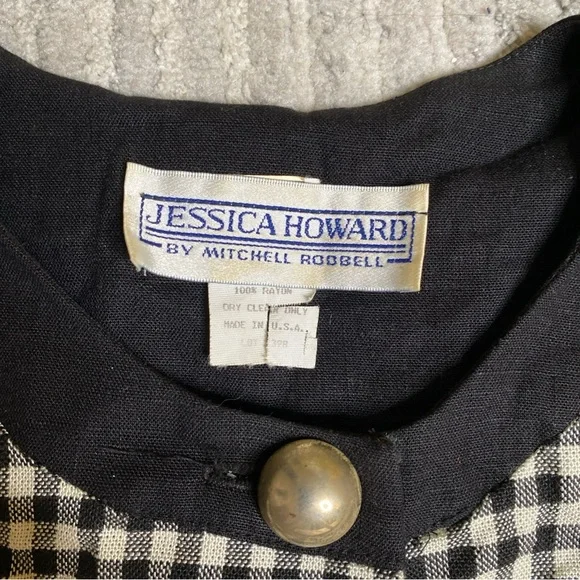 JESSICA HOWARD
BY MITCHELL ROBBELL
100% RAYON
DRY CLEAN ONLY
MADE IN U.S.A.